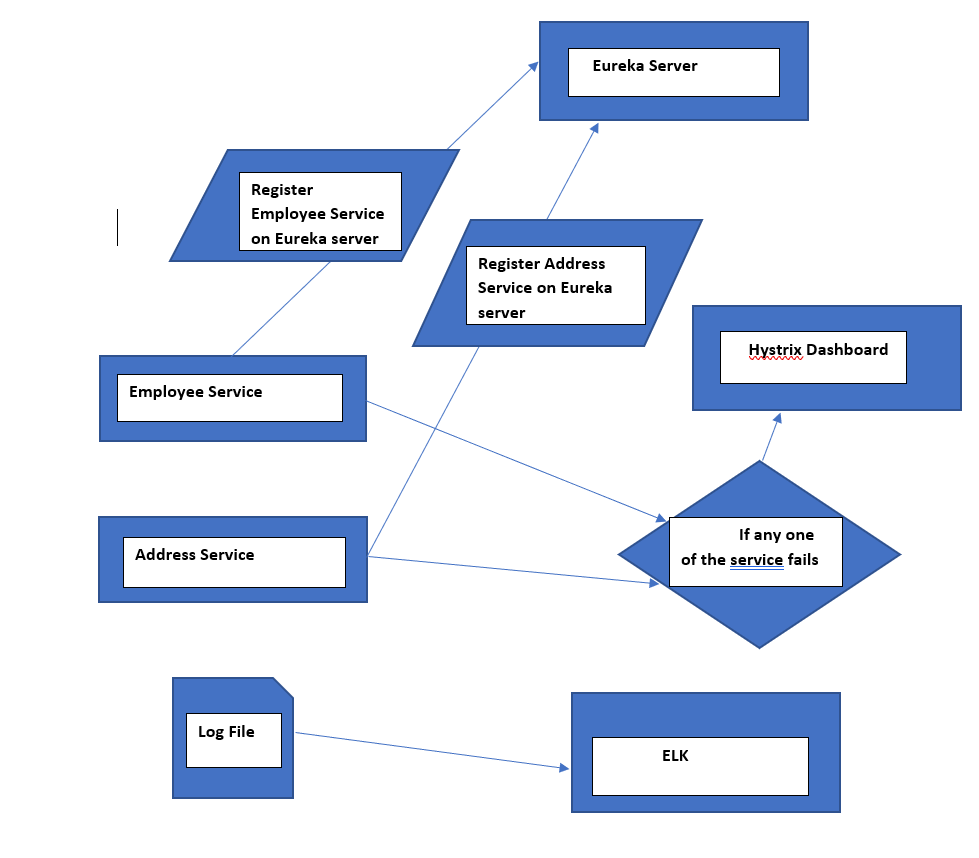 Eureka Server
Register
Employee Service
on Eureka server
Register Address
Service on Eureka
server
Hystrix Dashboard
Employee Service
If any one
of the service fails
Address Service
Log File
ELK